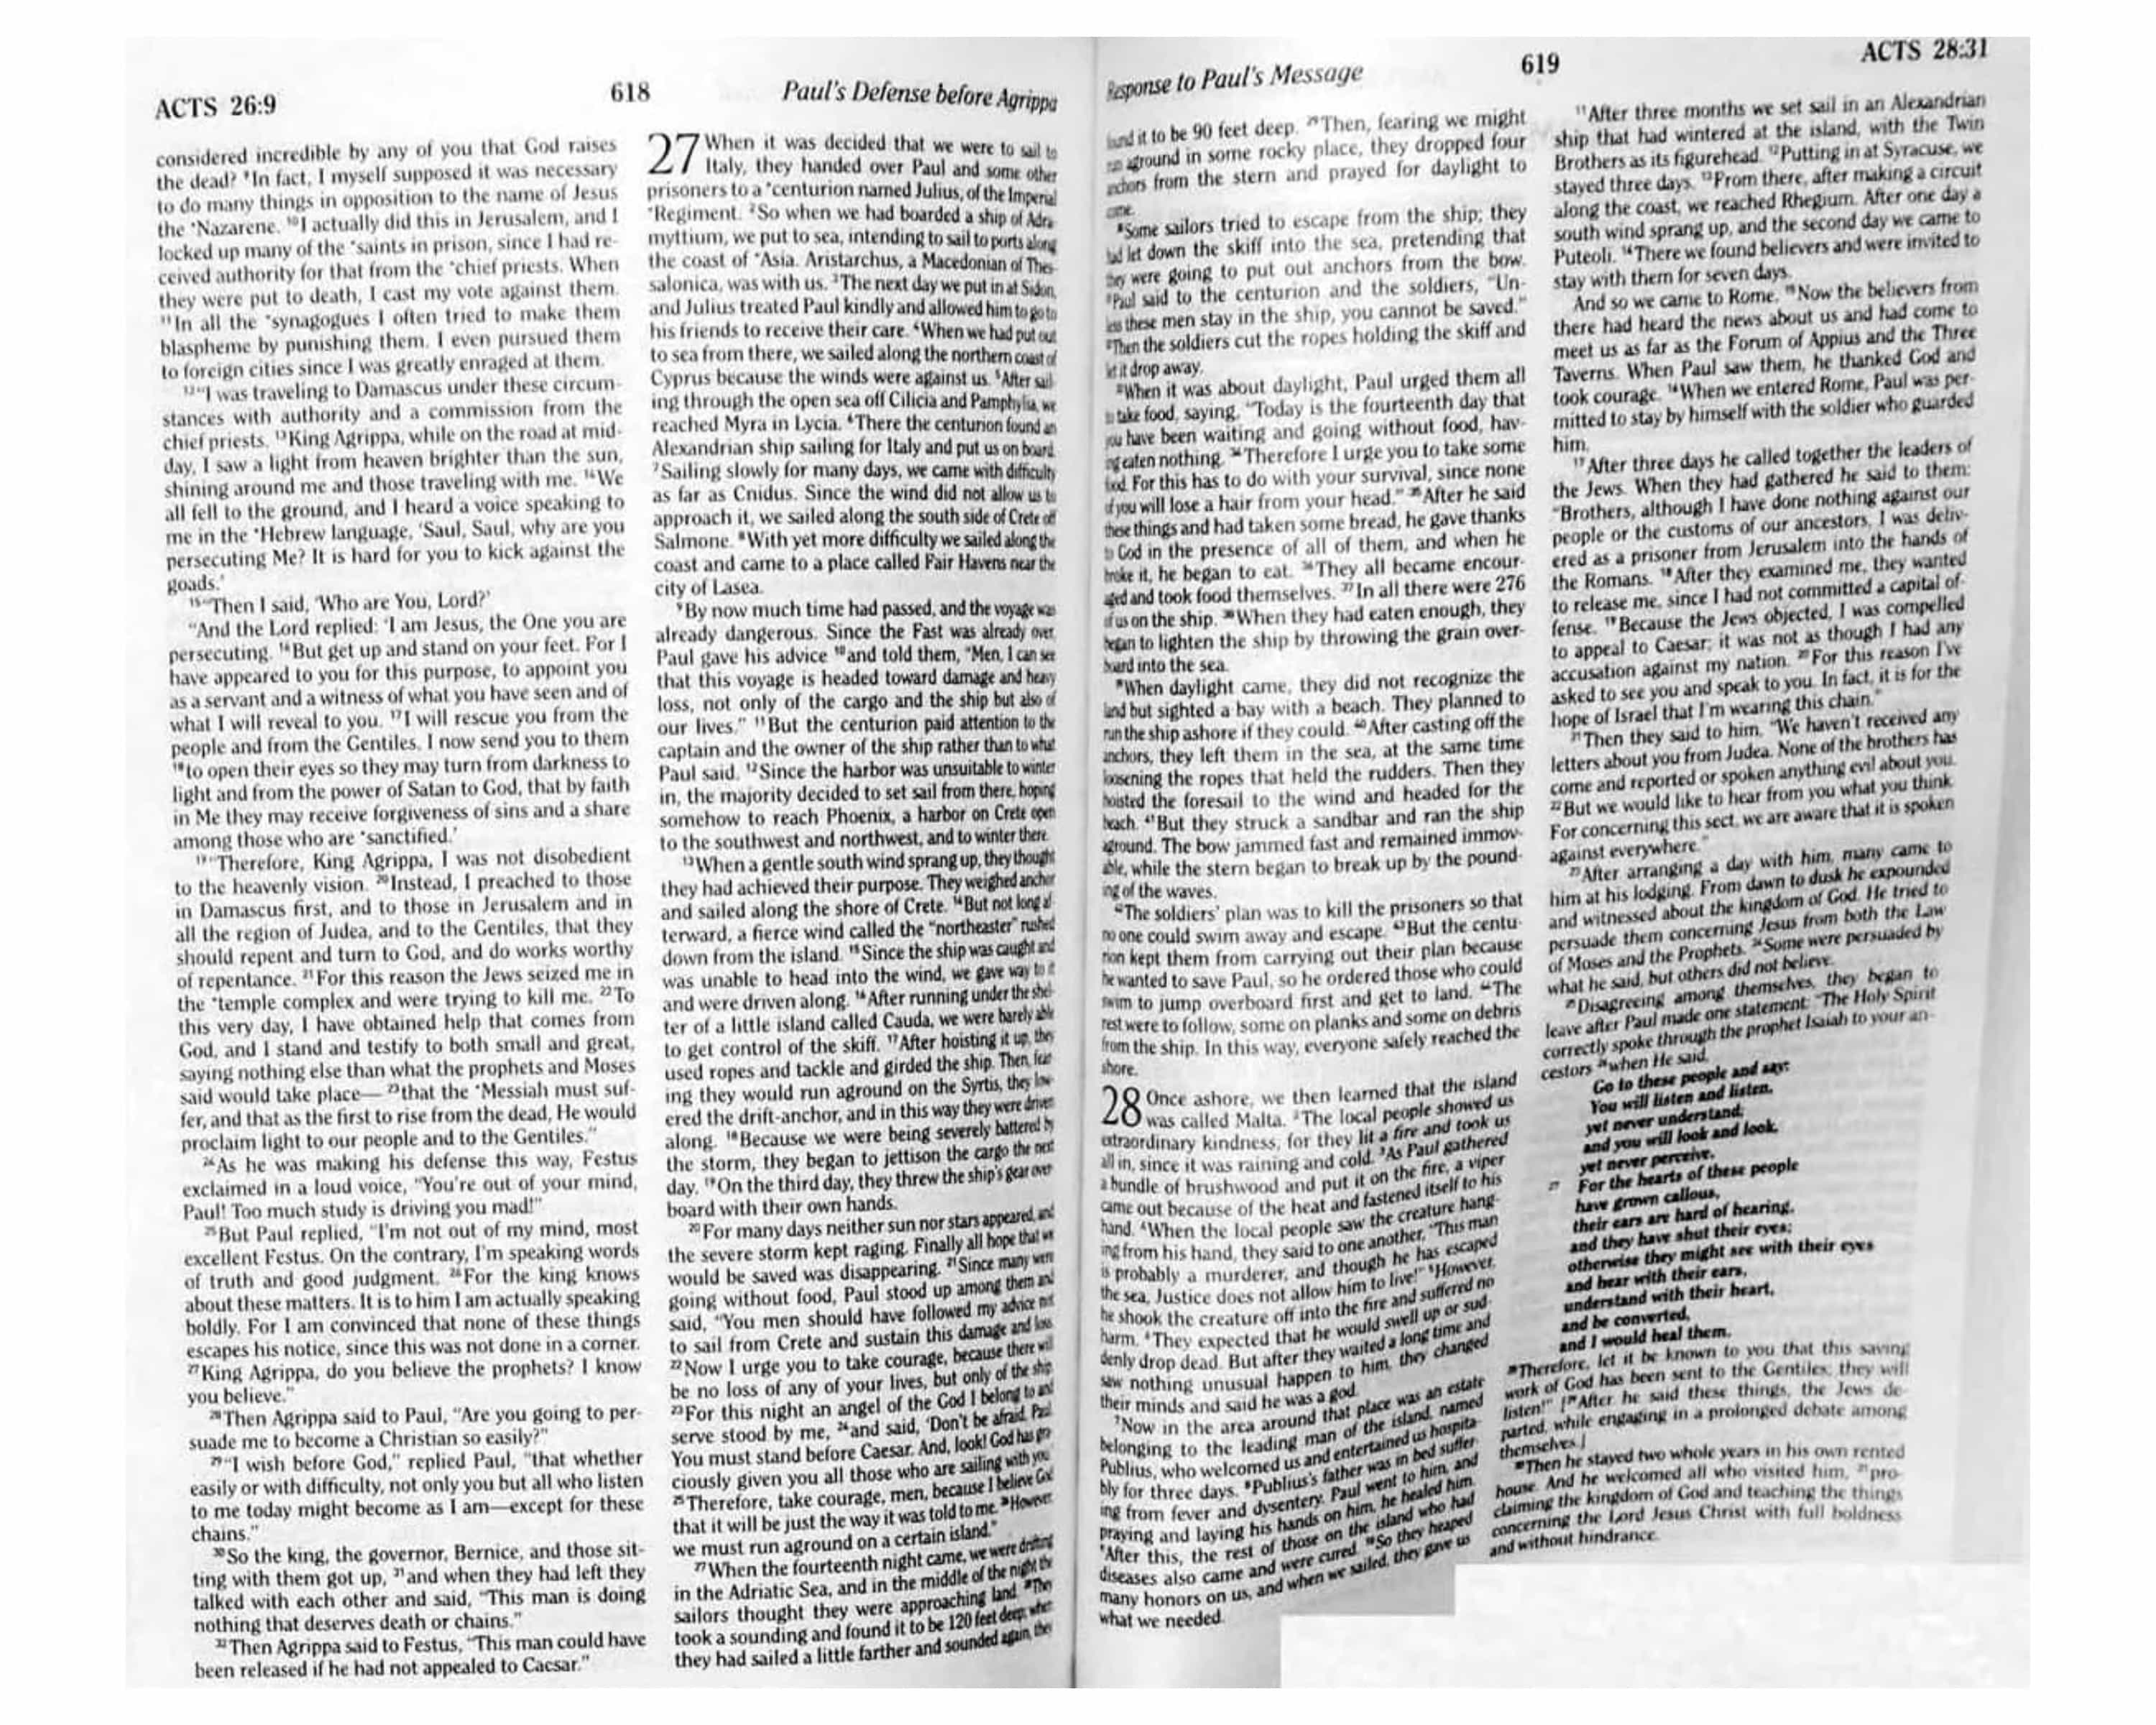 ACTS 26:9
618
Paul's Defense before Agrippa
considered incredible by any of you that God raises
the dead? ⁹In fact, I myself supposed it was necessary
to do many things in opposition to the name of Jesus
the *Nazarene. ¹⁰I actually did this in Jerusalem, and I
locked up many of the *saints in prison, since I had re-
ceived authority for that from the *chief priests. When
they were put to death, I cast my vote against them.
¹¹In all the *synagogues I often tried to make them
blaspheme by punishing them. I even pursued them
to foreign cities since I was greatly enraged at them.
¹²"I was traveling to Damascus under these circum-
stances with authority and a commission from the
chief priests. ¹³King Agrippa, while on the road at mid-
day, I saw a light from heaven brighter than the sun,
shining around me and those traveling with me. ¹⁴We
all fell to the ground, and I heard a voice speaking to
me in the *Hebrew language, 'Saul, Saul, why are you
persecuting Me? It is hard for you to kick against the
goads.'
¹⁵"Then I said, 'Who are You, Lord?'
"And the Lord replied: 'I am Jesus, the One you are
persecuting. ¹⁶But get up and stand on your feet. For I
have appeared to you for this purpose, to appoint you
as a servant and a witness of what you have seen and of
what I will reveal to you. ¹⁷I will rescue you from the
people and from the Gentiles. I now send you to them
¹⁸to open their eyes so they may turn from darkness to
light and from the power of Satan to God, that by faith
in Me they may receive forgiveness of sins and a share
among those who are *sanctified.'
¹⁹"Therefore, King Agrippa, I was not disobedient
to the heavenly vision. ²⁰Instead, I preached to those
in Damascus first, and to those in Jerusalem and in
all the region of Judea, and to the Gentiles, that they
should repent and turn to God, and do works worthy
of repentance. ²¹For this reason the Jews seized me in
the *temple complex and were trying to kill me. ²²To
this very day, I have obtained help that comes from
God, and I stand and testify to both small and great,
saying nothing else than what the prophets and Moses
said would take place—²³that the *Messiah must suf-
fer, and that as the first to rise from the dead, He would
proclaim light to our people and to the Gentiles."
²⁴As he was making his defense this way, Festus
exclaimed in a loud voice, "You're out of your mind,
Paul! Too much study is driving you mad!"
²⁵But Paul replied, "I'm not out of my mind, most
excellent Festus. On the contrary, I'm speaking words
of truth and good judgment. ²⁶For the king knows
about these matters. It is to him I am actually speaking
boldly. For I am convinced that none of these things
escapes his notice, since this was not done in a corner.
²⁷King Agrippa, do you believe the prophets? I know
you believe."
²⁸Then Agrippa said to Paul, "Are you going to per-
suade me to become a Christian so easily?"
²⁹"I wish before God," replied Paul, "that whether
easily or with difficulty, not only you but all who listen
to me today might become as I am—except for these
chains."
³⁰So the king, the governor, Bernice, and those sit-
ting with them got up, ³¹and when they had left they
talked with each other and said, "This man is doing
nothing that deserves death or chains."
³²Then Agrippa said to Festus, "This man could have
been released if he had not appealed to Caesar."
27 When it was decided that we were to sail to
Italy, they handed over Paul and some other
prisoners to a *centurion named Julius, of the Imperial
*Regiment. ²So when we had boarded a ship of Adra-
myttium, we put to sea, intending to sail to ports along
the coast of *Asia. Aristarchus, a Macedonian of Thes-
salonica, was with us. ³The next day we put in at Sidon,
and Julius treated Paul kindly and allowed him to go to
his friends to receive their care. ⁴When we had put out
to sea from there, we sailed along the northern coast of
Cyprus because the winds were against us. ⁵After sail-
ing through the open sea off Cilicia and Pamphylia, we
reached Myra in Lycia. ⁶There the centurion found an
Alexandrian ship sailing for Italy and put us on board.
⁷Sailing slowly for many days, we came with difficulty
as far as Cnidus. Since the wind did not allow us to
approach it, we sailed along the south side of Crete off
Salmone. ⁸With yet more difficulty we sailed along the
coast and came to a place called Fair Havens near the
city of Lasea.
⁹By now much time had passed, and the voyage was
already dangerous. Since the Fast was already over,
Paul gave his advice ¹⁰and told them, "Men, I can see
that this voyage is headed toward damage and heavy
loss, not only of the cargo and the ship but also of
our lives." ¹¹But the centurion paid attention to the
captain and the owner of the ship rather than to what
Paul said. ¹²Since the harbor was unsuitable to winter
in, the majority decided to set sail from there, hoping
somehow to reach Phoenix, a harbor on Crete open
to the southwest and northwest, and to winter there.
¹³When a gentle south wind sprang up, they thought
they had achieved their purpose. They weighed anchor
and sailed along the shore of Crete. ¹⁴But not long af-
terward, a fierce wind called the "northeaster" rushed
down from the island. ¹⁵Since the ship was caught and
was unable to head into the wind, we gave way to it
and were driven along. ¹⁶After running under the shel-
ter of a little island called Cauda, we were barely able
to get control of the skiff. ¹⁷After hoisting it up, they
used ropes and tackle and girded the ship. Then, fear-
ing they would run aground on the Syrtis, they low-
ered the drift-anchor, and in this way they were driven
along. ¹⁸Because we were being severely battered by
the storm, they began to jettison the cargo the next
day. ¹⁹On the third day, they threw the ship's gear over-
board with their own hands.
²⁰For many days neither sun nor stars appeared, and
the severe storm kept raging. Finally all hope that we
would be saved was disappearing. ²¹Since many were
going without food, Paul stood up among them and
said, "You men should have followed my advice not
to sail from Crete and sustain this damage and loss.
²²Now I urge you to take courage, because there will
be no loss of any of your lives, but only of the ship.
²³For this night an angel of the God I belong to and
serve stood by me, ²⁴and said, 'Don't be afraid, Paul.
You must stand before Caesar. And, look! God has gra-
ciously given you all those who are sailing with you.'
²⁵Therefore, take courage, men, because I believe God
that it will be just the way it was told to me. ²⁶However,
we must run aground on a certain island."
²⁷When the fourteenth night came, we were drifting
in the Adriatic Sea, and in the middle of the night the
sailors thought they were approaching land. ²⁸They
took a sounding and found it to be 120 feet deep; when
they had sailed a little farther and sounded again, they
Response to Paul's Message
619
ACTS 28:31
found it to be 90 feet deep. ²⁹Then, fearing we might
run aground in some rocky place, they dropped four
anchors from the stern and prayed for daylight to
come.
³⁰Some sailors tried to escape from the ship; they
had let down the skiff into the sea, pretending that
they were going to put out anchors from the bow.
³¹Paul said to the centurion and the soldiers, "Un-
less these men stay in the ship, you cannot be saved."
³²Then the soldiers cut the ropes holding the skiff and
let it drop away.
³³When it was about daylight, Paul urged them all
to take food, saying, "Today is the fourteenth day that
you have been waiting and going without food, hav-
ing eaten nothing. ³⁴Therefore I urge you to take some
food. For this has to do with your survival, since none
of you will lose a hair from your head." ³⁵After he said
these things and had taken some bread, he gave thanks
to God in the presence of all of them, and when he
broke it, he began to eat. ³⁶They all became encour-
aged and took food themselves. ³⁷In all there were 276
of us on the ship. ³⁸When they had eaten enough, they
began to lighten the ship by throwing the grain over-
board into the sea.
³⁹When daylight came, they did not recognize the
land but sighted a bay with a beach. They planned to
run the ship ashore if they could. ⁴⁰After casting off the
anchors, they left them in the sea, at the same time
loosening the ropes that held the rudders. Then they
hoisted the foresail to the wind and headed for the
beach. ⁴¹But they struck a sandbar and ran the ship
aground. The bow jammed fast and remained immov-
able, while the stern began to break up by the pound-
ing of the waves.
⁴²The soldiers' plan was to kill the prisoners so that
no one could swim away and escape. ⁴³But the centu-
rion kept them from carrying out their plan because
he wanted to save Paul, so he ordered those who could
swim to jump overboard first and get to land. ⁴⁴The
rest were to follow, some on planks and some on debris
from the ship. In this way, everyone safely reached the
shore.
28 Once ashore, we then learned that the island
was called Malta. ²The local people showed us
extraordinary kindness, for they lit a fire and took us
all in, since it was raining and cold. ³As Paul gathered
a bundle of brushwood and put it on the fire, a viper
came out because of the heat and fastened itself to his
hand. ⁴When the local people saw the creature hang-
ing from his hand, they said to one another, "This man
is probably a murderer, and though he has escaped
the sea, Justice does not allow him to live!" ⁵However,
he shook the creature off into the fire and suffered no
harm. ⁶They expected that he would swell up or sud-
denly drop dead. But after they waited a long time and
saw nothing unusual happen to him, they changed
their minds and said he was a god.
⁷Now in the area around that place was an estate
belonging to the leading man of the island, named
Publius, who welcomed us and entertained us hospita-
bly for three days. ⁸Publius's father was in bed suffer-
ing from fever and dysentery. Paul went to him, and
praying and laying his hands on him, he healed him.
⁹After this, the rest of those on the island who had
diseases also came and were cured. ¹⁰So they heaped
many honors on us, and when we sailed, they gave us
what we needed.
¹¹After three months we set sail in an Alexandrian
ship that had wintered at the island, with the Twin
Brothers as its figurehead. ¹²Putting in at Syracuse, we
stayed three days. ¹³From there, after making a circuit
along the coast, we reached Rhegium. After one day a
south wind sprang up, and the second day we came to
Puteoli. ¹⁴There we found believers and were invited to
stay with them for seven days.
And so we came to Rome. ¹⁵Now the believers from
there had heard the news about us and had come to
meet us as far as the Forum of Appius and the Three
Taverns. When Paul saw them, he thanked God and
took courage. ¹⁶When we entered Rome, Paul was per-
mitted to stay by himself with the soldier who guarded
him.
¹⁷After three days he called together the leaders of
the Jews. When they had gathered he said to them:
"Brothers, although I have done nothing against our
people or the customs of our ancestors, I was deliv-
ered as a prisoner from Jerusalem into the hands of
the Romans. ¹⁸After they examined me, they wanted
to release me, since I had not committed a capital of-
fense. ¹⁹Because the Jews objected, I was compelled
to appeal to Caesar; it was not as though I had any
accusation against my nation. ²⁰For this reason I've
asked to see you and speak to you. In fact, it is for the
hope of Israel that I'm wearing this chain."
²¹Then they said to him, "We haven't received any
letters about you from Judea. None of the brothers has
come and reported or spoken anything evil about you.
²²But we would like to hear from you what you think.
For concerning this sect, we are aware that it is spoken
against everywhere."
²³After arranging a day with him, many came to
him at his lodging. From dawn to dusk he expounded
and witnessed about the kingdom of God. He tried to
persuade them concerning Jesus from both the Law
of Moses and the Prophets. ²⁴Some were persuaded by
what he said, but others did not believe.
²⁵Disagreeing among themselves, they began to
leave after Paul made one statement: "The Holy Spirit
correctly spoke through the prophet Isaiah to your an-
cestors ²⁶when He said,
Go to these people and say:
You will listen and listen,
yet never understand;
and you will look and look,
yet never perceive.
²⁷ For the hearts of these people
have grown callous,
their ears are hard of hearing,
and they have shut their eyes;
otherwise they might see with their eyes
and hear with their ears,
understand with their heart,
and be converted,
and I would heal them.
²⁸Therefore, let it be known to you that this saving
work of God has been sent to the Gentiles; they will
listen!" [²⁹After he said these things, the Jews de-
parted, while engaging in a prolonged debate among
themselves.]
³⁰Then he stayed two whole years in his own rented
house. And he welcomed all who visited him, ³¹pro-
claiming the kingdom of God and teaching the things
concerning the Lord Jesus Christ with full boldness
and without hindrance.